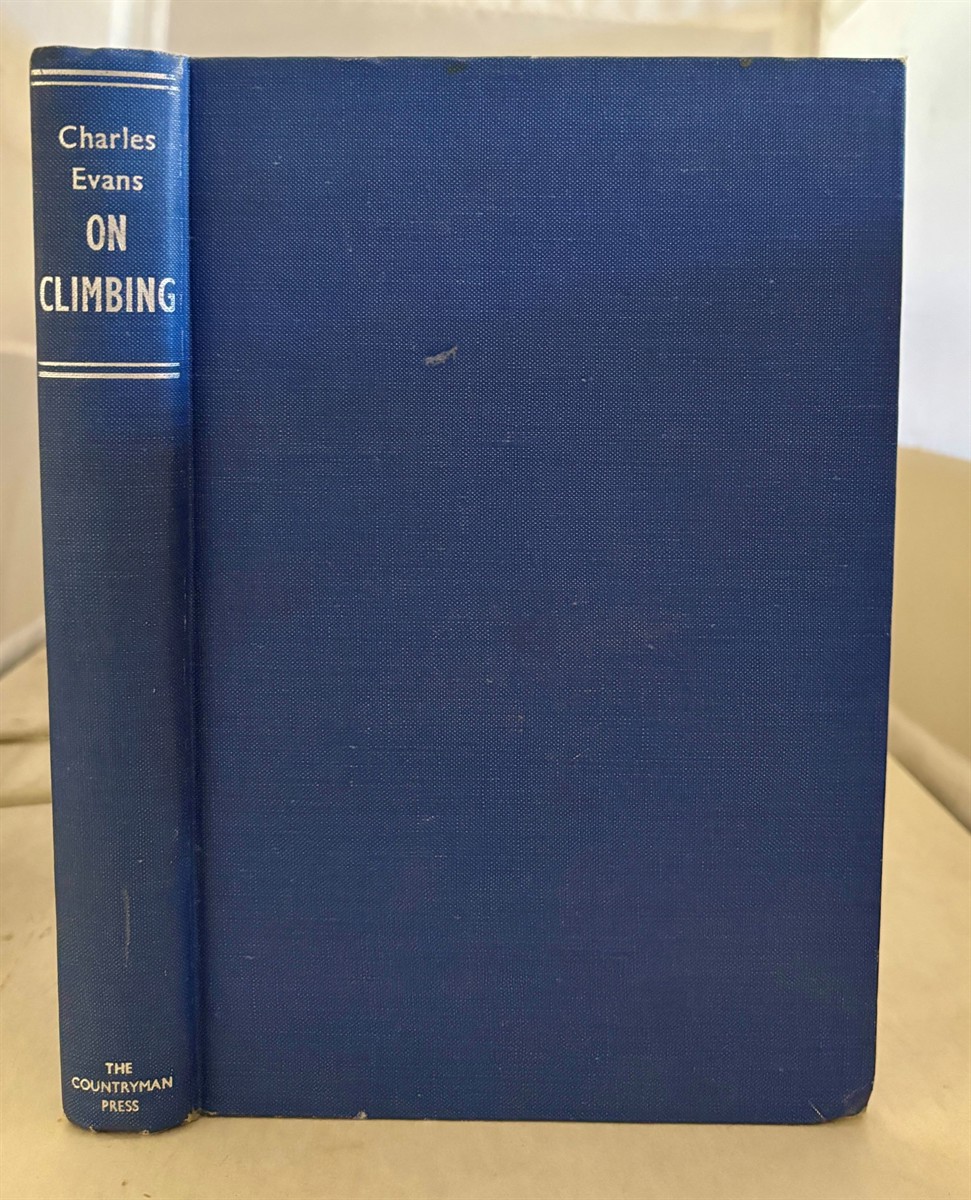 Charles
Evans
ON
CLIMBING
THE
COUNTRYMAN
PRESS